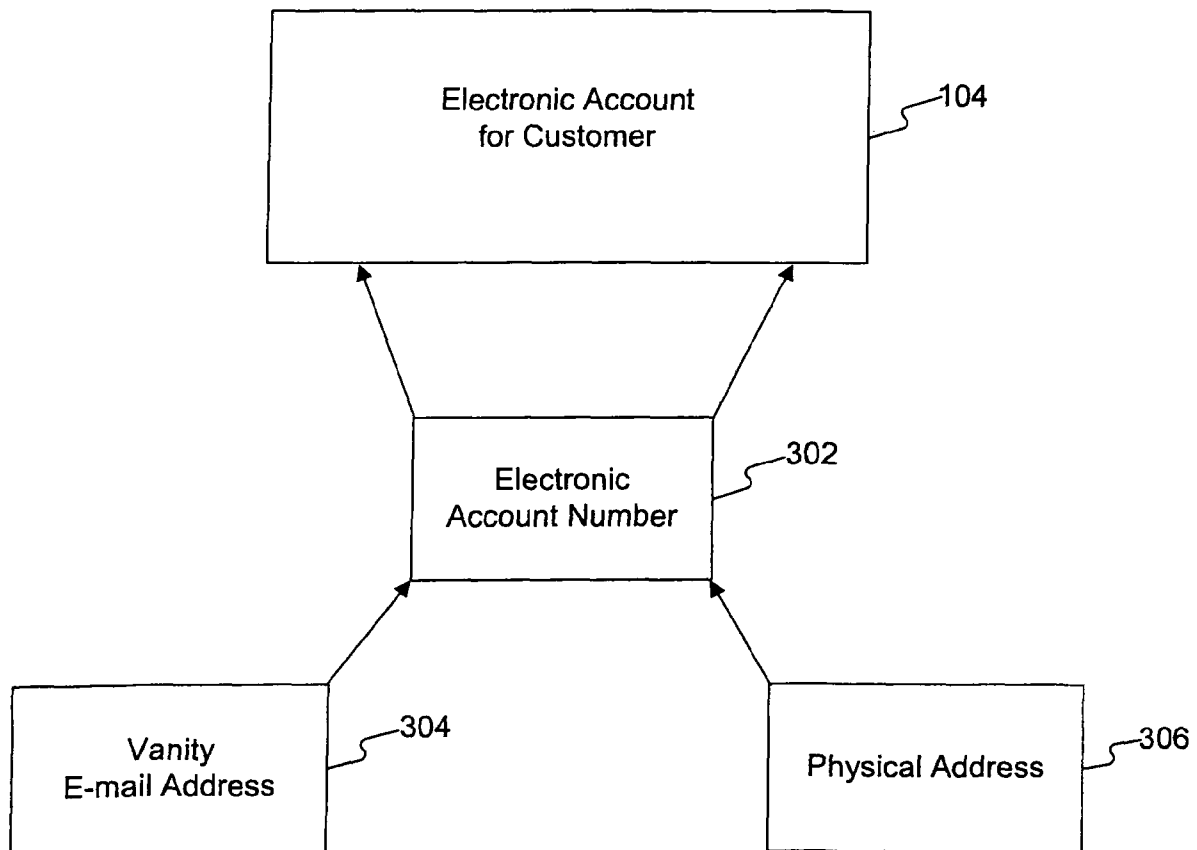 Electronic Account
for Customer
104
Electronic
Account Number
302
Vanity
E-mail Address
304
Physical Address
306